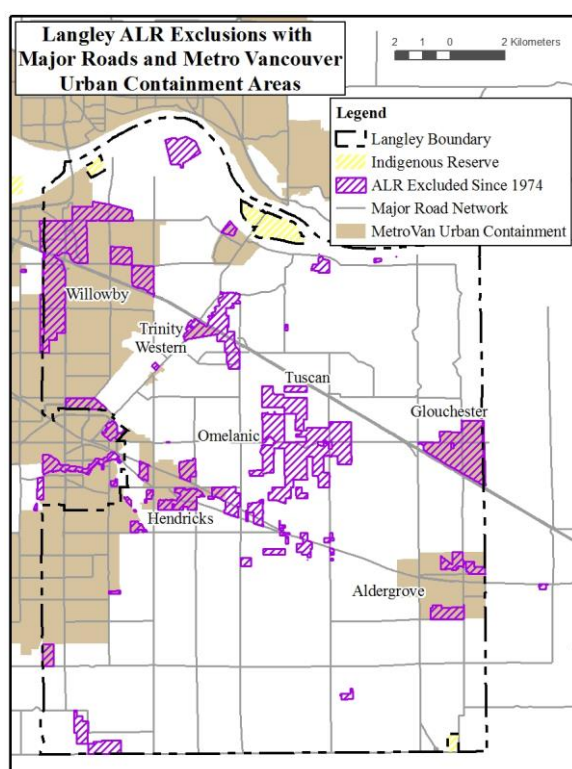 Langley ALR Exclusions with
Major Roads and Metro Vancouver
Urban Containment Areas
2 1 0 2 Kilometers
Legend
Langley Boundary
Indigenous Reserve
ALR Excluded Since 1974
Major Road Network
MetroVan Urban Containment
Willowby
Trinity
Western
Tuscan
Glouchester
Omelanic
Hendricks
Aldergrove